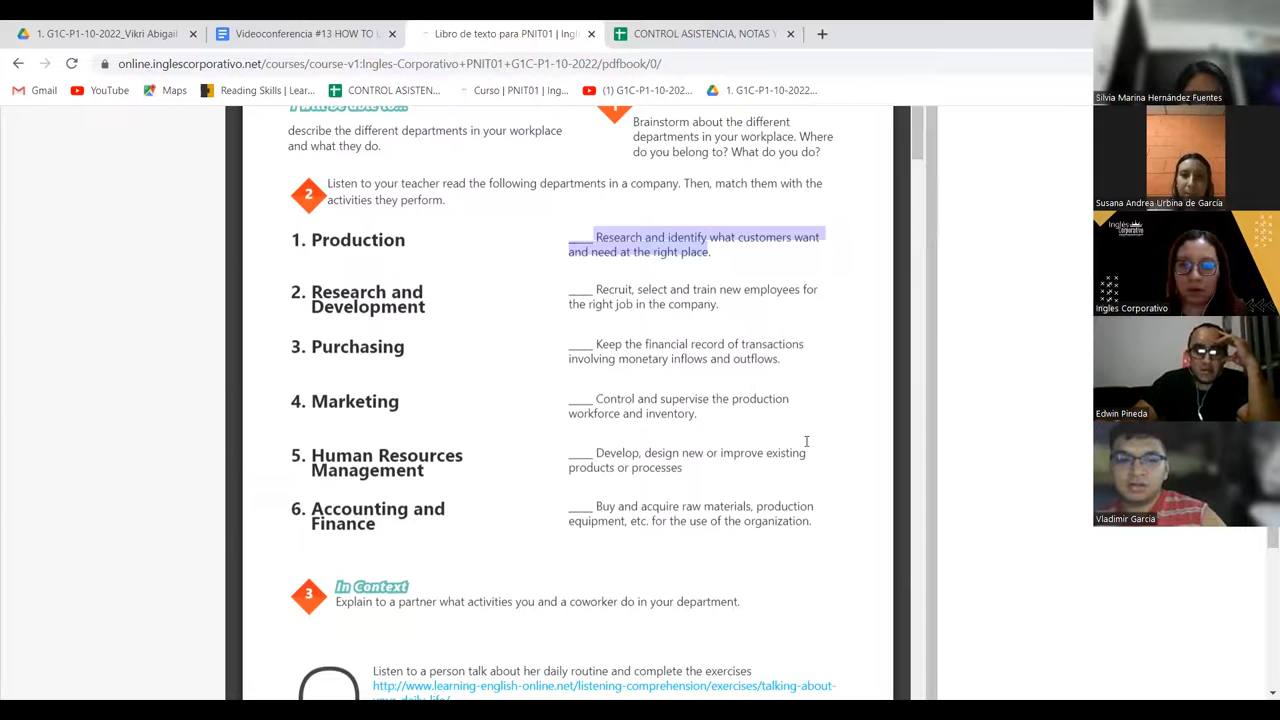 1. G1C-P1-10-2022_Vikri Abigail
Videoconferencia #13 HOW TO
Libro de texto para PNIT01 | Ingl
CONTROL ASISTENCIA, NOTAS Y
online.inglescorporativo.net/courses/course-v1:Ingles-Corporativo+PNIT01+G1C-P1-10-2022/pdfbook/0/
Gmail
YouTube
Maps
Reading Skills | Lear...
CONTROL ASISTEN...
Curso | PNIT01 | Ing...
(1) G1C-P1-10-202...
1. G1C-P1-10-2022...
I will be able to...
describe the different departments in your workplace
and what they do.
1
Brainstorm about the different
departments in your workplace. Where
do you belong to? What do you do?
2
Listen to your teacher read the following departments in a company. Then, match them with the
activities they perform.
1. Production
____ Research and identify what customers want
and need at the right place.
2. Research and
Development
____ Recruit, select and train new employees for
the right job in the company.
3. Purchasing
____ Keep the financial record of transactions
involving monetary inflows and outflows.
4. Marketing
____ Control and supervise the production
workforce and inventory.
5. Human Resources
Management
____ Develop, design new or improve existing
products or processes
6. Accounting and
Finance
____ Buy and acquire raw materials, production
equipment, etc. for the use of the organization.
3
In Context
Explain to a partner what activities you and a coworker do in your department.
Listen to a person talk about her daily routine and complete the exercises
http://www.learning-english-online.net/listening-comprehension/exercises/talking-about-
your-daily-life/
Silvia Marina Hernández Fuentes
Susana Andrea Urbina de García
Inglés
Corporativo
Ingles Corporativo
Edwin Pineda
Vladimir Garcia